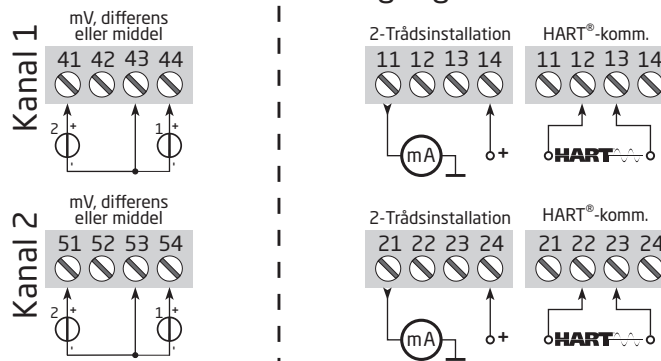 Kanal 1
mV, differens
eller middel
41 42 43 44
2 + 1 +
- -
2-Trådsinstallation
11 12 13 14
mA +
HART®-komm.
11 12 13 14
HART
Kanal 2
mV, differens
eller middel
51 52 53 54
2 + 1 +
- -
2-Trådsinstallation
21 22 23 24
mA +
HART®-komm.
21 22 23 24
HART